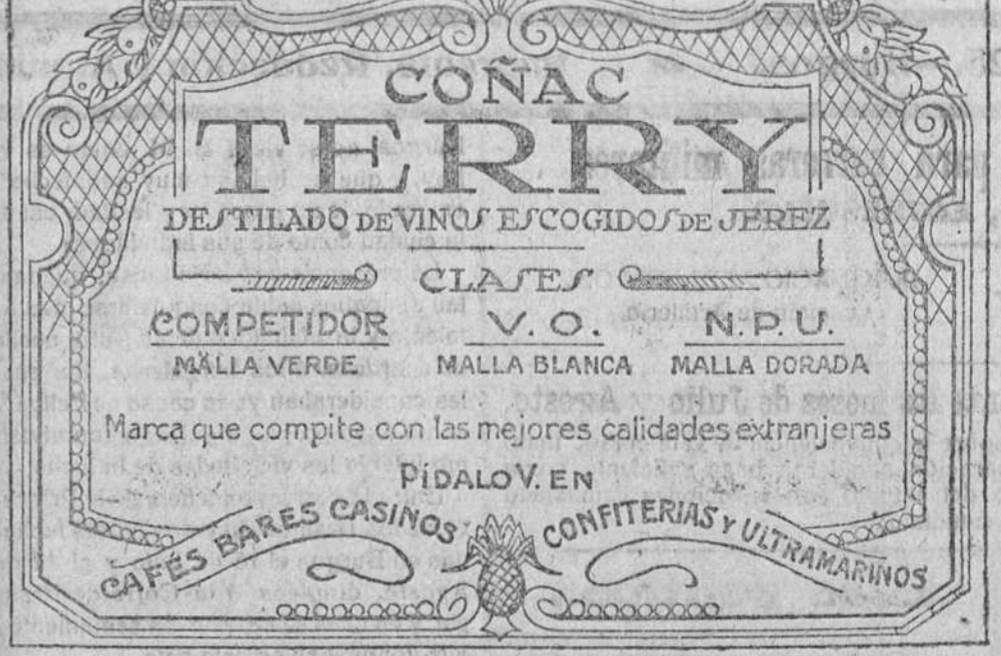 COÑAC
TERRY
DESTILADO DE VINOS ESCOGIDOS DE JEREZ
CLASES
COMPETIDOR V. O. N.P.U.
MALLA VERDE MALLA BLANCA MALLA DORADA
Marca que compite con las mejores calidades extranjeras
PIDALO V. EN
CAFÉS BARES CASINOS CONFITERIAS Y ULTRAMARINOS